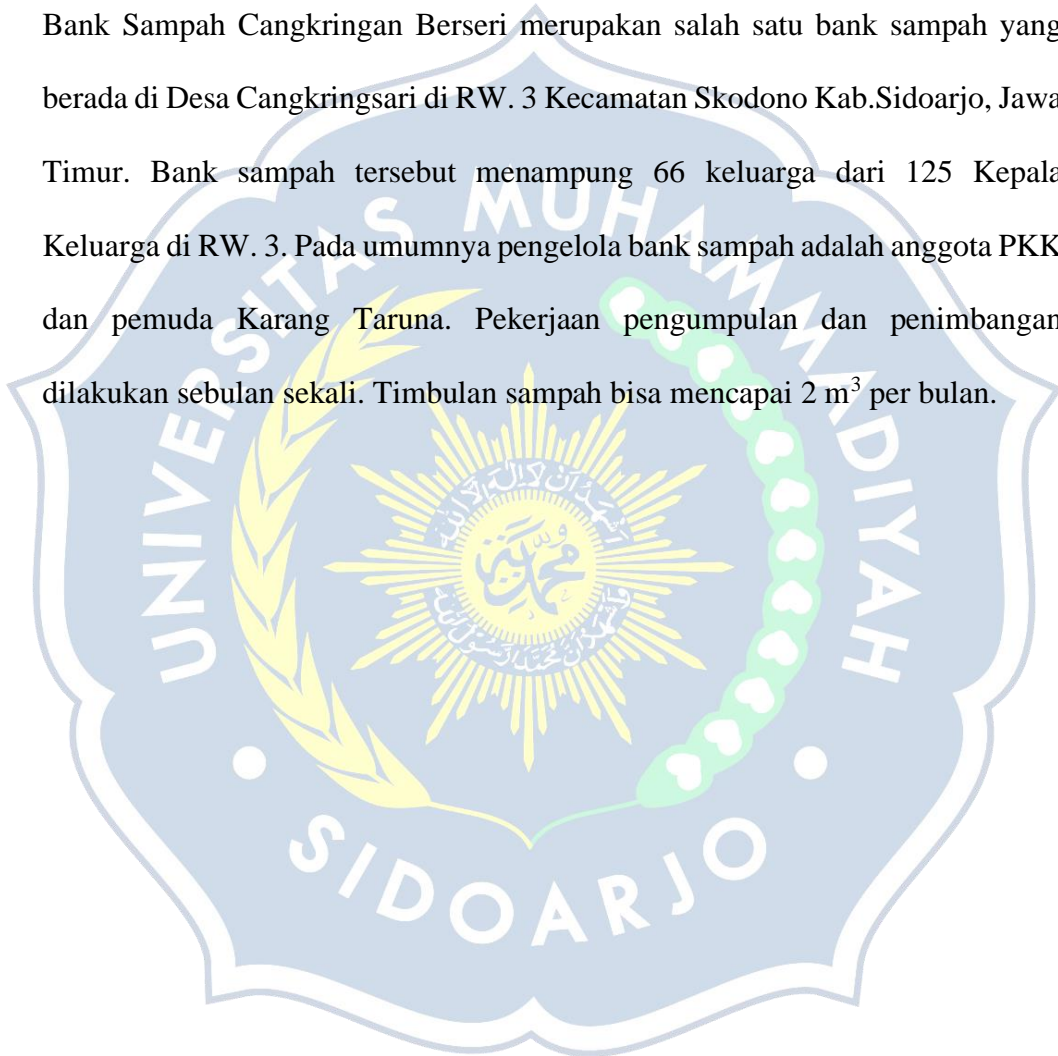 Bank Sampah Cangkringan Berseri merupakan salah satu bank sampah yang
berada di Desa Cangkringsari di RW. 3 Kecamatan Skodono Kab.Sidoarjo, Jawa
Timur. Bank sampah tersebut menampung 66 keluarga dari 125 Kepala
Keluarga di RW. 3. Pada umumnya pengelola bank sampah adalah anggota PKK
dan pemuda Karang Taruna. Pekerjaan pengumpulan dan penimbangan
dilakukan sebulan sekali. Timbulan sampah bisa mencapai 2 m³ per bulan.
UNIVERSITAS MUHAMMADIYAH
SIDOARJO